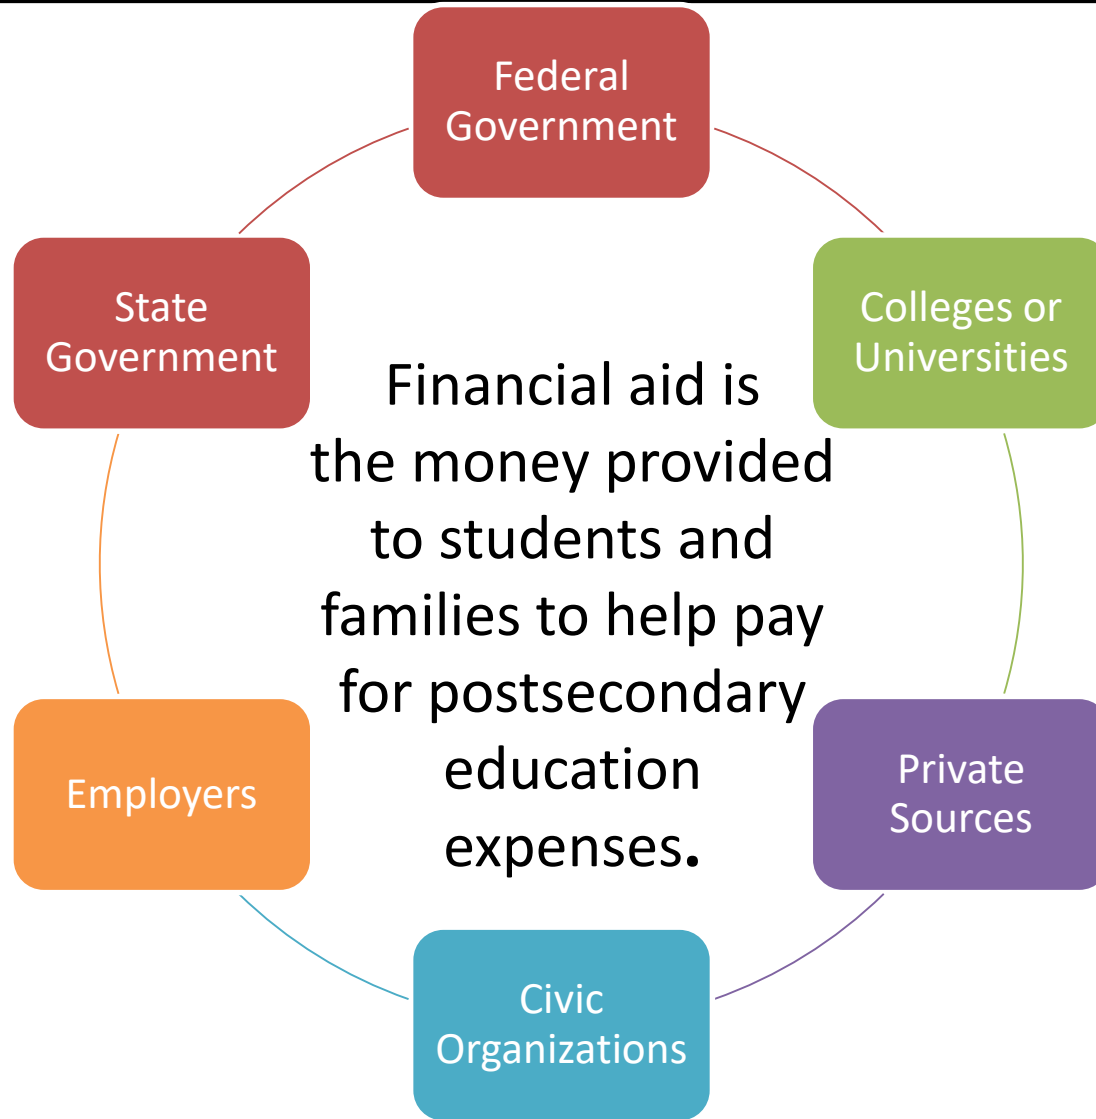 Federal
Government
State
Government
Colleges or
Universities
Financial aid is
the money provided
to students and
families to help pay
for postsecondary
education
expenses.
Employers
Private
Sources
Civic
Organizations